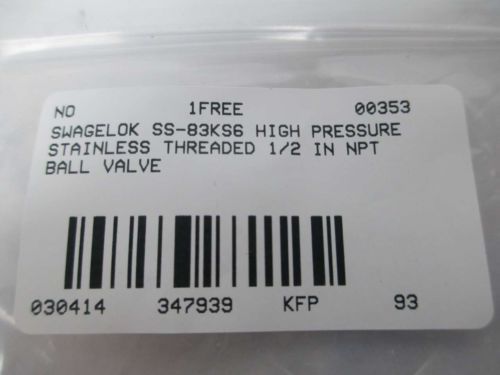 NO 1FREE 00353
SWAGELOK SS-83KS6 HIGH PRESSURE
STAINLESS THREADED 1/2 IN NPT
BALL VALVE
030414 347939 KFP 93